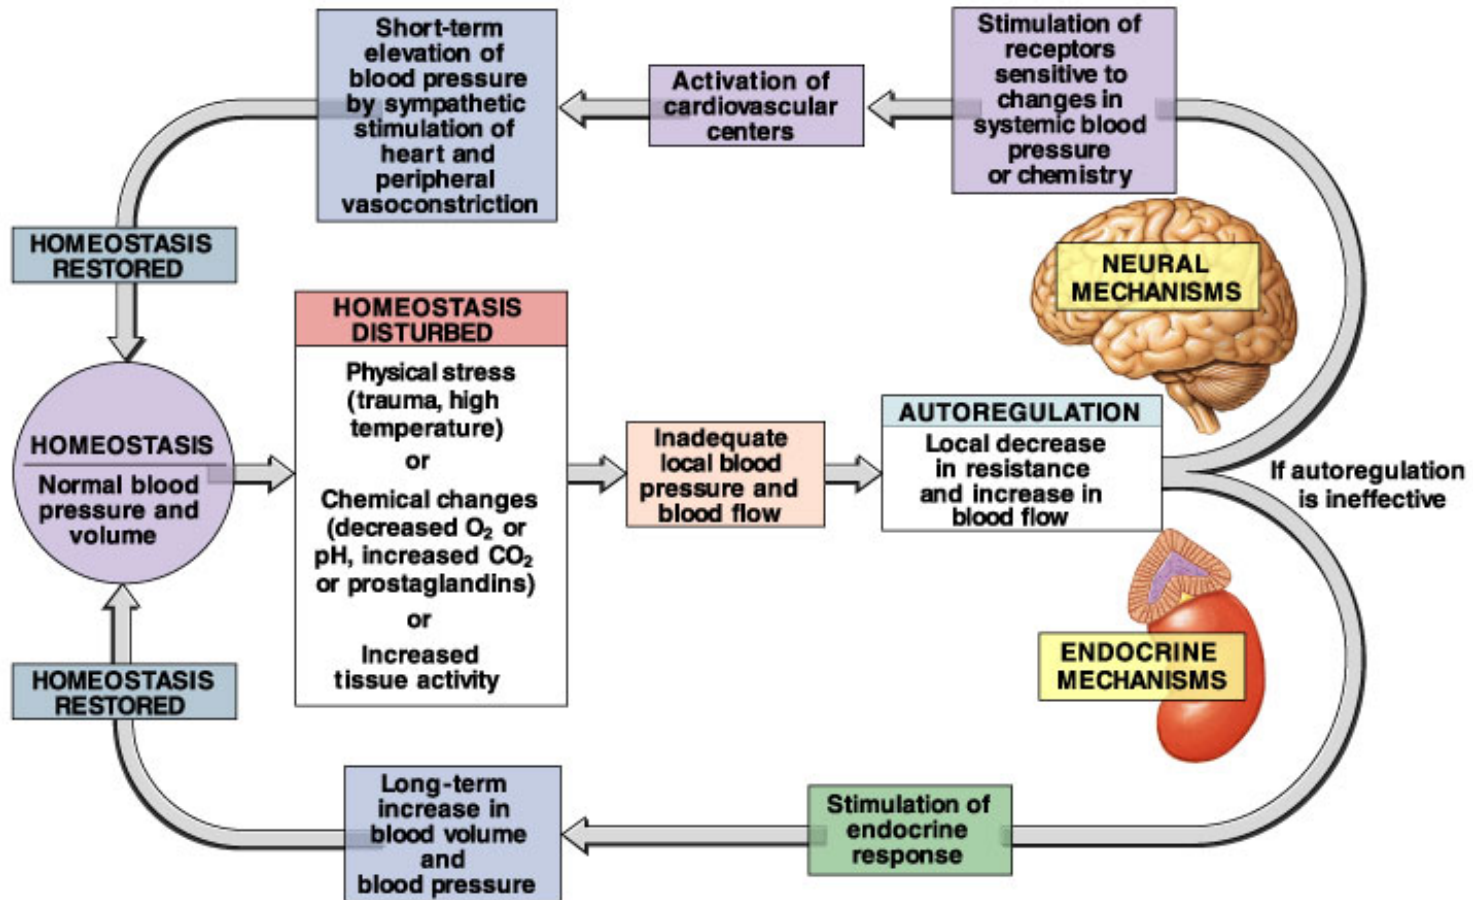 Short-term
elevation of
blood pressure
by sympathetic
stimulation of
heart and
peripheral
vasoconstriction
Activation of
cardiovascular
centers
Stimulation of
receptors
sensitive to
changes in
systemic blood
pressure
or chemistry
HOMEOSTASIS
RESTORED
NEURAL
MECHANISMS
HOMEOSTASIS
DISTURBED
Physical stress
(trauma, high
temperature)
or
Chemical changes
(decreased O₂ or
pH, increased CO₂
or prostaglandins)
or
Increased
tissue activity
HOMEOSTASIS
Normal blood
pressure and
volume
Inadequate
local blood
pressure and
blood flow
AUTOREGULATION
Local decrease
in resistance
and increase in
blood flow
If autoregulation
is ineffective
ENDOCRINE
MECHANISMS
HOMEOSTASIS
RESTORED
Long-term
increase in
blood volume
and
blood pressure
Stimulation of
endocrine
response